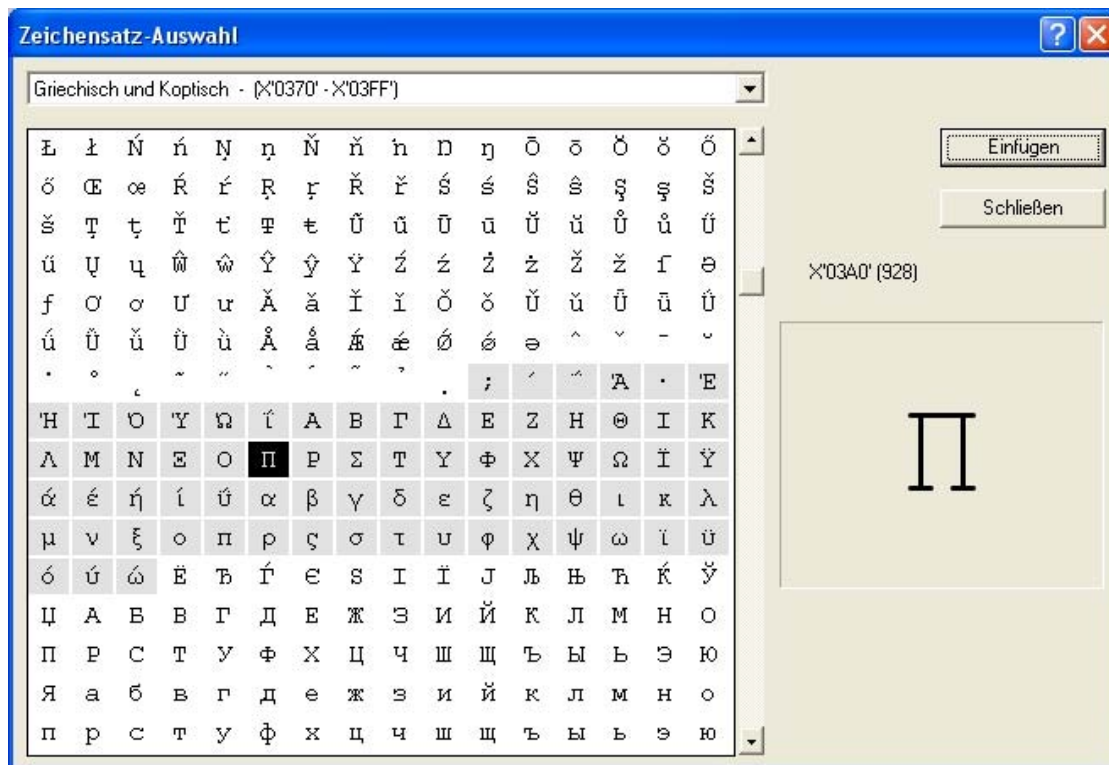 Zeichensatz-Auswahl
Griechisch und Koptisch - (X'0370' - X'03FF')
Einfügen
Schließen
X'03A0' (928)
Π
Ł ł Ń ń Ņ ņ Ň ň ŉ Ŋ ŋ Ō ō Ŏ ŏ Ő
ő Œ œ Ŕ ŕ Ŗ ŗ Ř ř Ś ś Ŝ ŝ Ş ş Š
š Ţ ţ Ť ť Ŧ ŧ Ũ ũ Ū ū Ŭ ŭ Ů ů Ű
ű Ų ų Ŵ ŵ Ŷ ŷ Ÿ Ź ź Ż ż Ž ž ſ Ə
ƒ Ơ ơ Ư ư Ǎ ǎ Ǐ ǐ Ǒ ǒ Ǔ ǔ Ǖ ǖ Ǘ
ǘ Ǚ ǚ Ǜ ǜ Ǻ ǻ Ǽ ǽ Ǿ ǿ ə ˆ ˇ ˉ ˘
˙ ˚ ˛ ˜ ˝ ; ΄ ΅ Ά · Έ
Ή Ί Ό Ύ Ώ ΐ Α Β Γ Δ Ε Ζ Η Θ Ι Κ
Λ Μ Ν Ξ Ο Π Ρ Σ Τ Υ Φ Χ Ψ Ω Ϊ Ϋ
ά έ ή ί ΰ α β γ δ ε ζ η θ ι κ λ
μ ν ξ ο π ρ ς σ τ υ φ χ ψ ω ϊ ϋ
ό ύ ώ Ё Ђ Ѓ Є Ѕ І Ї Ј Љ Њ Ћ Ќ Ў
Џ А Б В Г Д Е Ж З И Й К Л М Н О
П Р С Т У Ф Х Ц Ч Ш Щ Ъ Ы Ь Э Ю
Я а б в г д е ж з и й к л м н о
п р с т у ф х ц ч ш щ ъ ы ь э ю